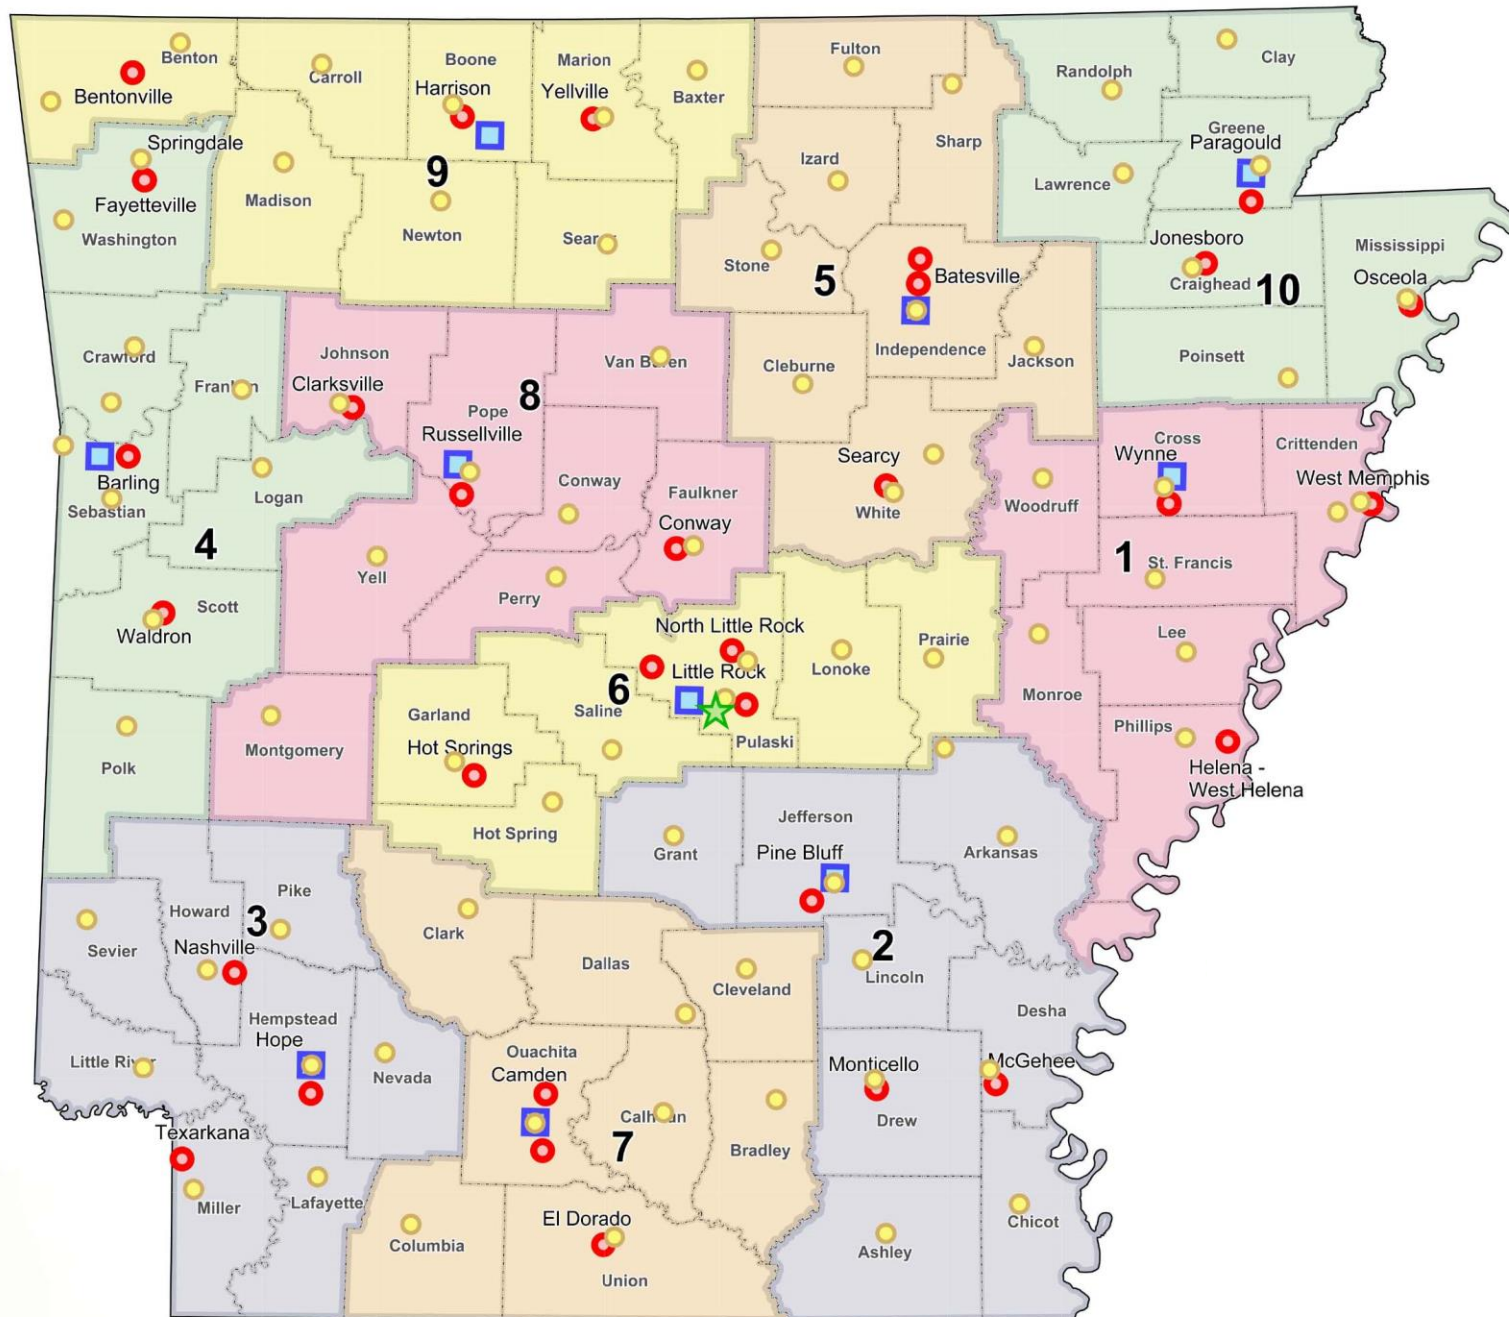 Benton
Bentonville
Carroll
Boone
Harrison
Marion
Yellville
Baxter
Fulton
Randolph
Clay
Springdale
Fayetteville
Washington
Madison
9
Newton
Izard
Sharp
Lawrence
Greene
Paragould
Stone
5
Batesville
Independence
Jonesboro
Craighead
10
Mississippi
Osceola
Crawford
Johnson
Clarksville
8
Van Buren
Cleburne
Jackson
Poinsett
Pope
Russellville
Barling
Sebastian
Logan
4
Conway
Faulkner
Conway
Searcy
White
Woodruff
Cross
Wynne
Crittenden
West Memphis
1
St. Francis
Scott
Waldron
Yell
Perry
North Little Rock
Little Rock
6
Saline
Pulaski
Lonoke
Prairie
Monroe
Lee
Phillips
Helena -
West Helena
Polk
Montgomery
Garland
Hot Springs
Hot Spring
Grant
Jefferson
Pine Bluff
Arkansas
Sevier
Howard
3
Pike
Nashville
Clark
Dallas
Cleveland
2
Lincoln
Desha
Little River
Hempstead
Hope
Nevada
Ouachita
Camden
Calhoun
7
Bradley
Monticello
Drew
McGehee
Texarkana
Miller
Lafayette
Columbia
El Dorado
Union
Ashley
Chicot